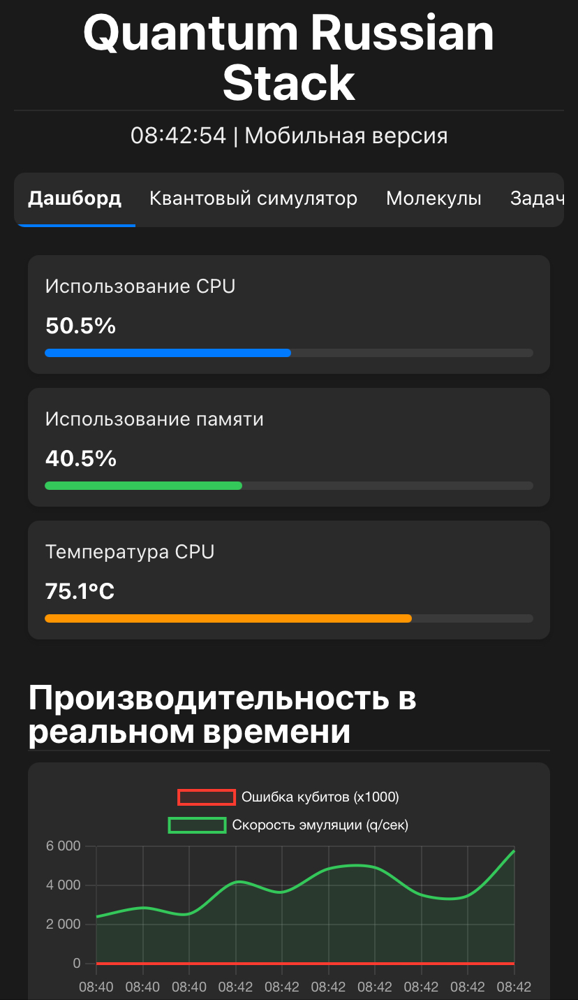 Quantum Russian
Stack
08:42:54 | Мобильная версия
Дашборд Квантовый симулятор Молекулы Задач
Использование CPU
50.5%
Использование памяти
40.5%
Температура CPU
75.1°C
Производительность в
реальном времени
Ошибка кубитов (x1000)
Скорость эмуляции (q/сек)
6 000
4 000
2 000
0
08:40 08:40 08:40 08:42 08:42 08:42 08:42 08:42 08:42 08:42